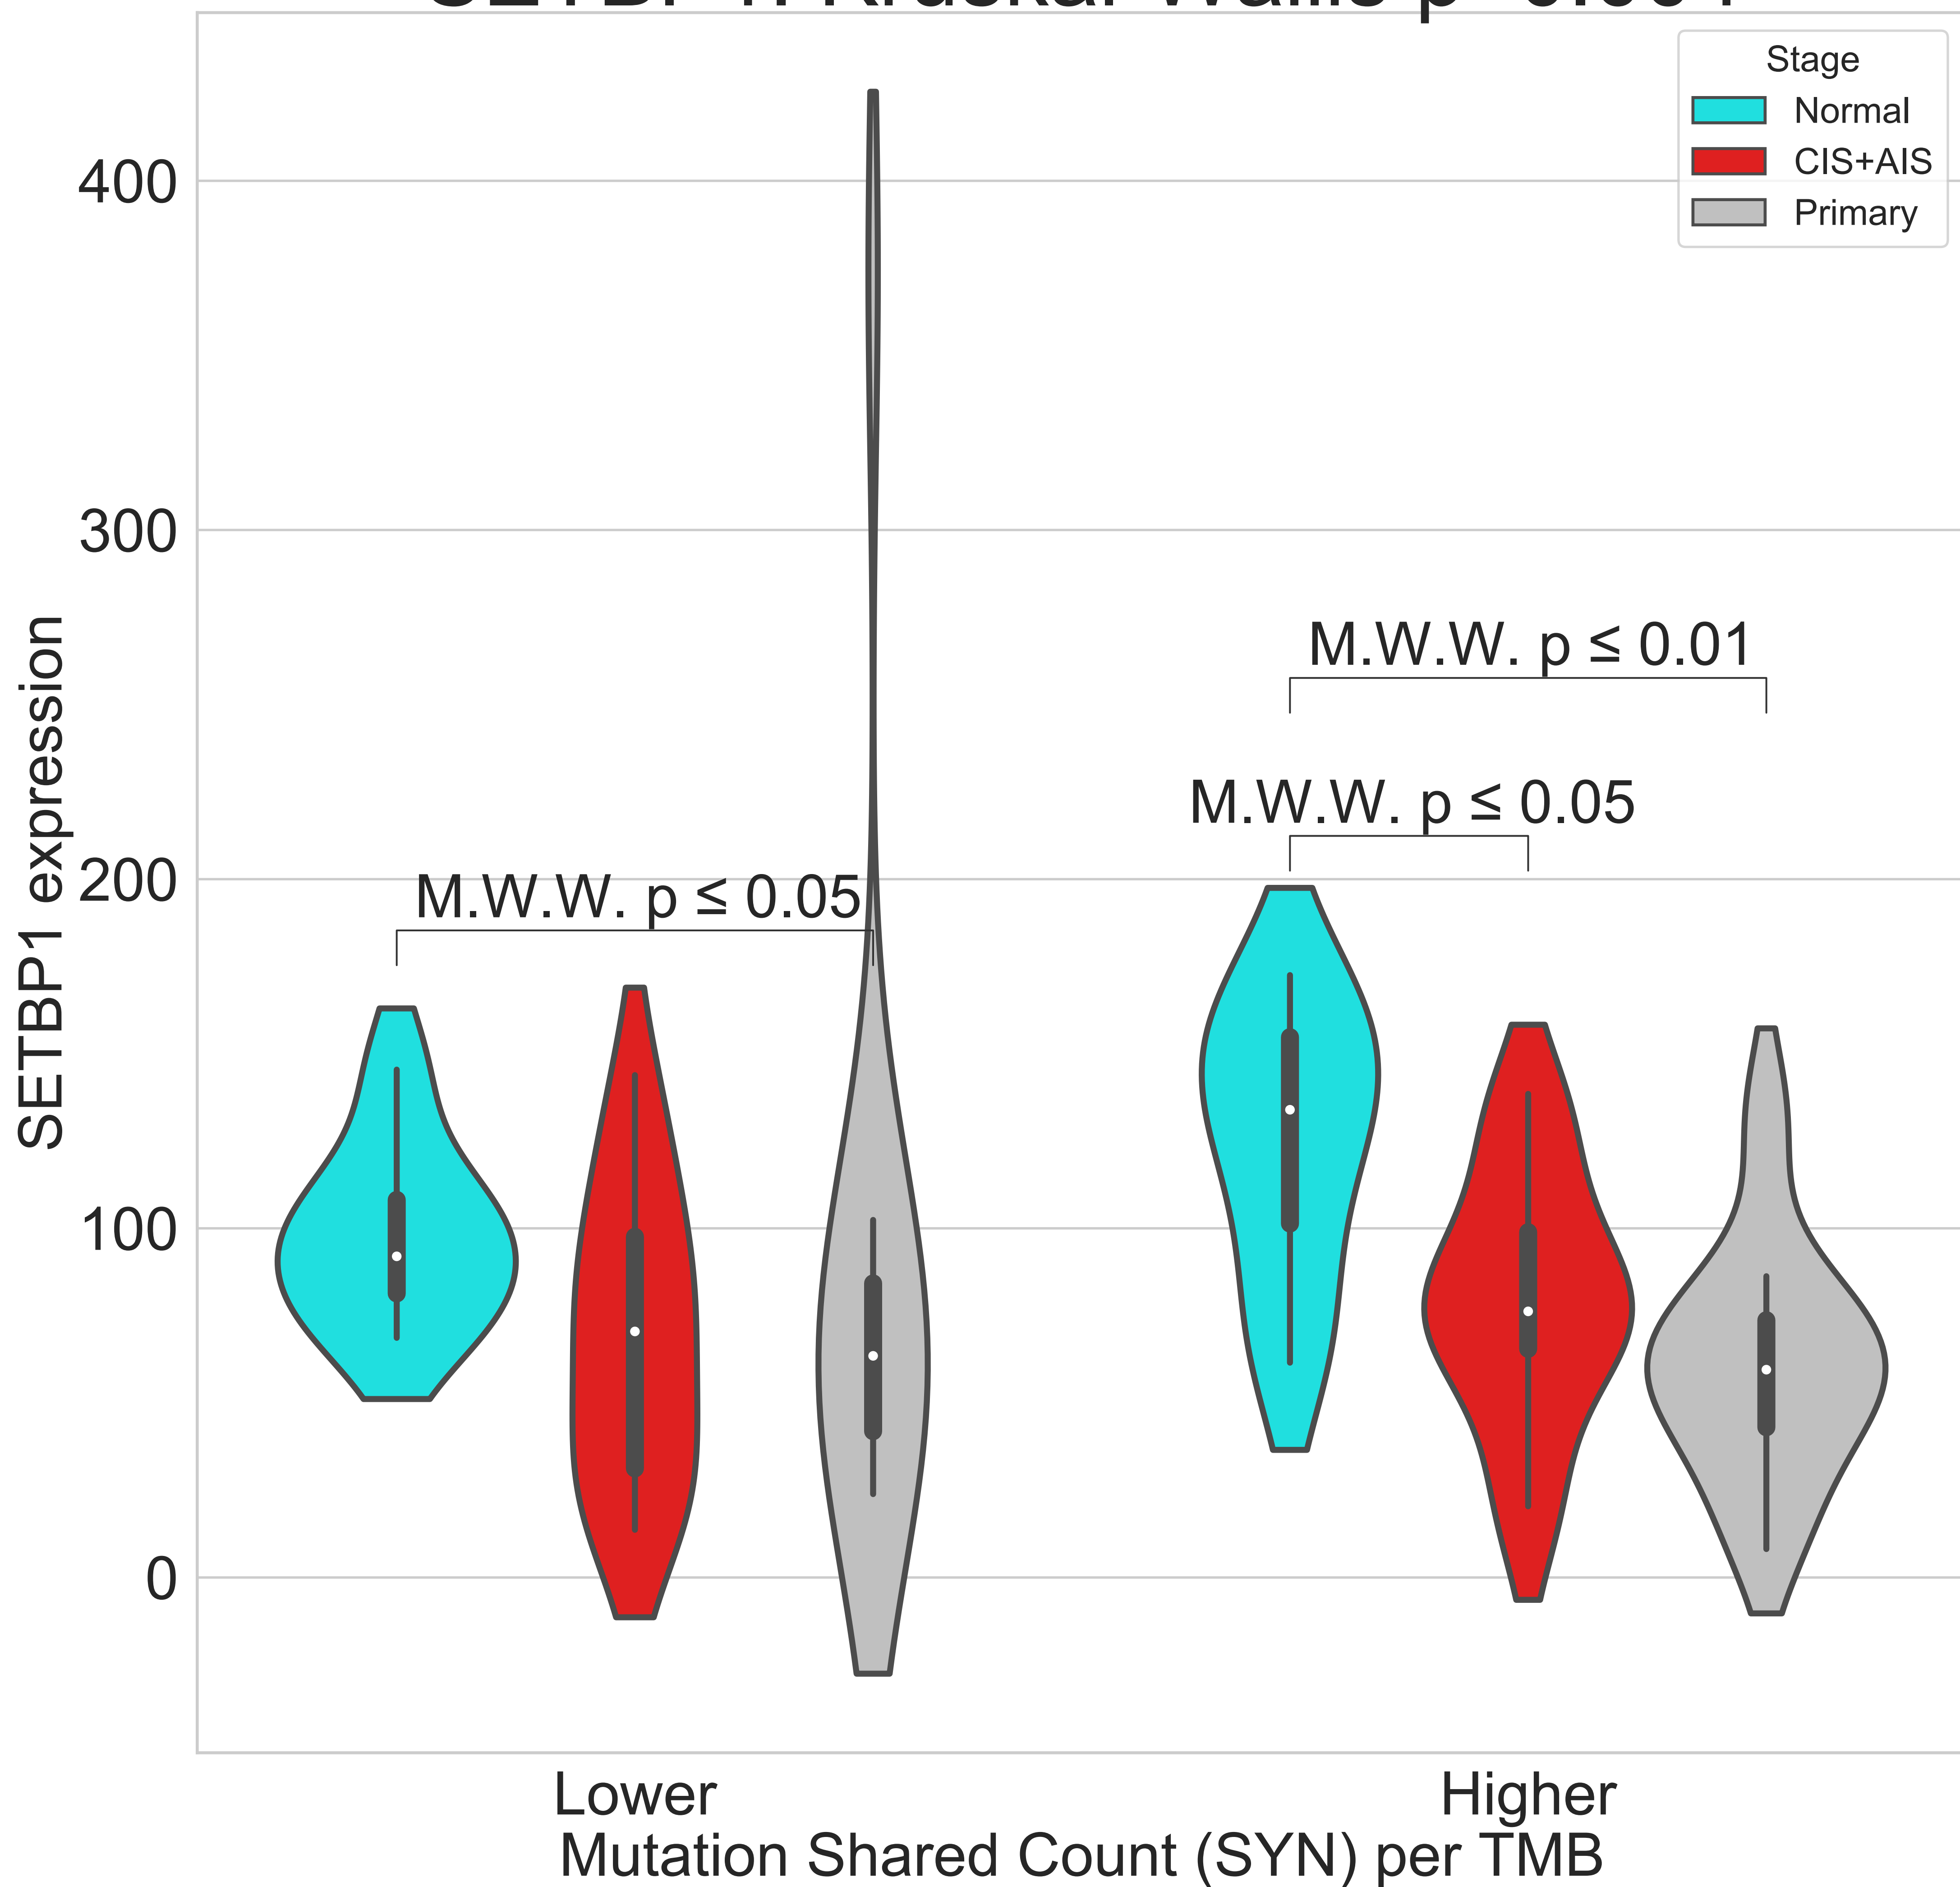 Stage
Normal
CIS+AIS
Primary
400
300
200
100
0
SETBP1 expression
M.W.W. p ≤ 0.01
M.W.W. p ≤ 0.05
M.W.W. p ≤ 0.05
Lower
Higher
Mutation Shared Count (SYN) per TMB